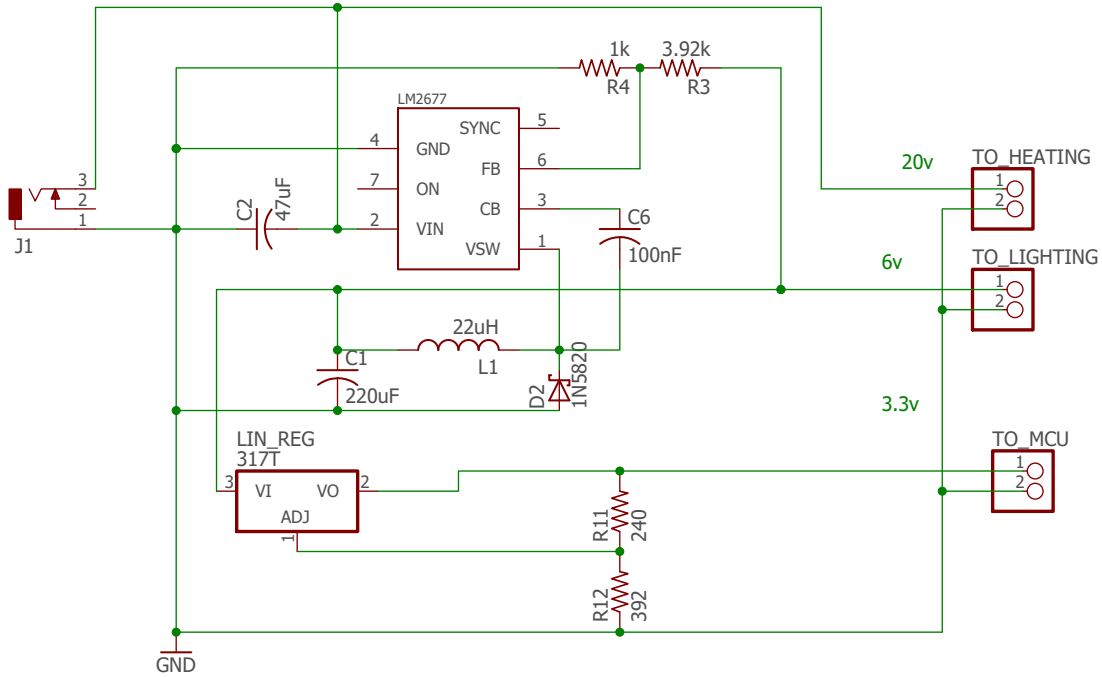 1k
3.92k
R4
R3
LM2677
SYNC
5
4
GND
FB
6
7
ON
CB
3
C2
47uF
2
VIN
VSW
1
C6
100nF
3
2
1
J1
20v
TO_HEATING
1
2
6v
TO_LIGHTING
1
2
22uH
L1
C1
220uF
D2
1N5820
3.3v
LIN_REG
317T
3
VI
VO
2
ADJ
1
TO_MCU
1
2
R11
240
R12
392
GND